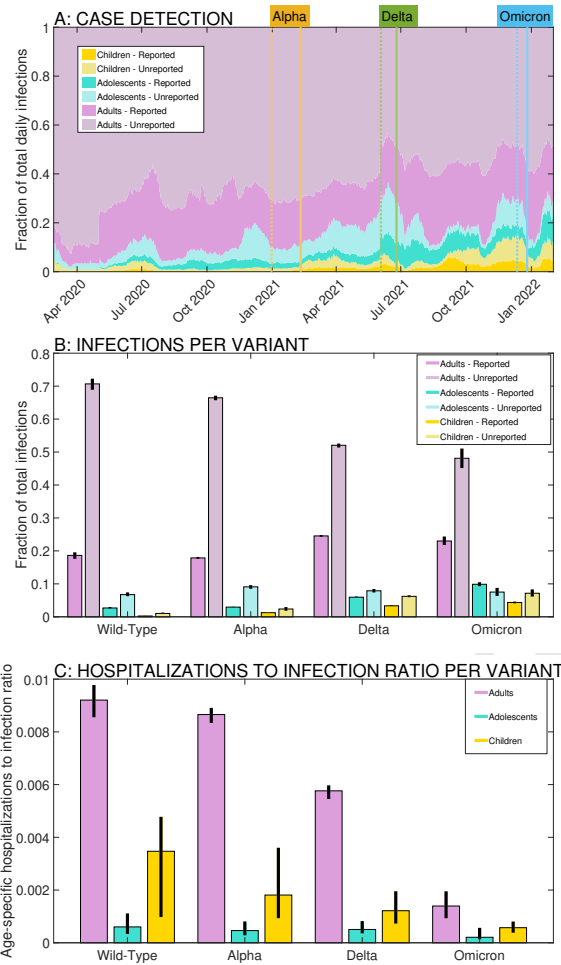 A: CASE DETECTION
Alpha
Delta
Omicron
Fraction of total daily infections
1
0.8
0.6
0.4
0.2
0
Children - Reported
Children - Unreported
Adolescents - Reported
Adolescents - Unreported
Adults - Reported
Adults - Unreported
Apr 2020
Jul 2020
Oct 2020
Jan 2021
Apr 2021
Jul 2021
Oct 2021
Jan 2022
B: INFECTIONS PER VARIANT
Fraction of total infections
0.8
0.7
0.6
0.5
0.4
0.3
0.2
0.1
0
Adults - Reported
Adults - Unreported
Adolescents - Reported
Adolescents - Unreported
Children - Reported
Children - Unreported
Wild-Type
Alpha
Delta
Omicron
C: HOSPITALIZATIONS TO INFECTION RATIO PER VARIANT
Age-specific hospitalizations to infection ratio
0.01
0.008
0.006
0.004
0.002
0
Adults
Adolescents
Children
Wild-Type
Alpha
Delta
Omicron